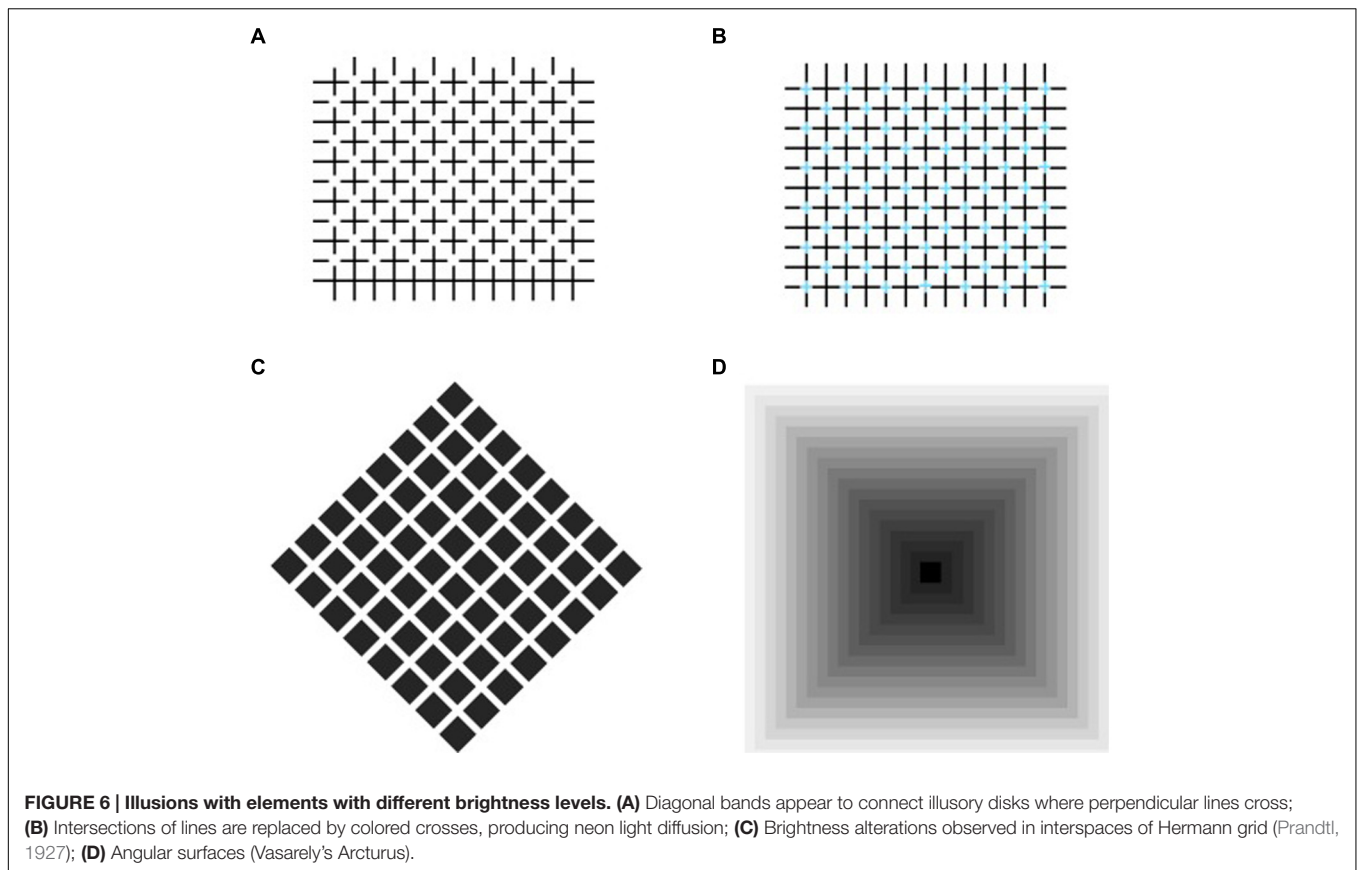 A
B
C
D
FIGURE 6 | Illusions with elements with different brightness levels. (A) Diagonal bands appear to connect illusory disks where perpendicular lines cross;
(B) Intersections of lines are replaced by colored crosses, producing neon light diffusion; (C) Brightness alterations observed in interspaces of Hermann grid (Prandtl,
1927); (D) Angular surfaces (Vasarely's Arcturus).